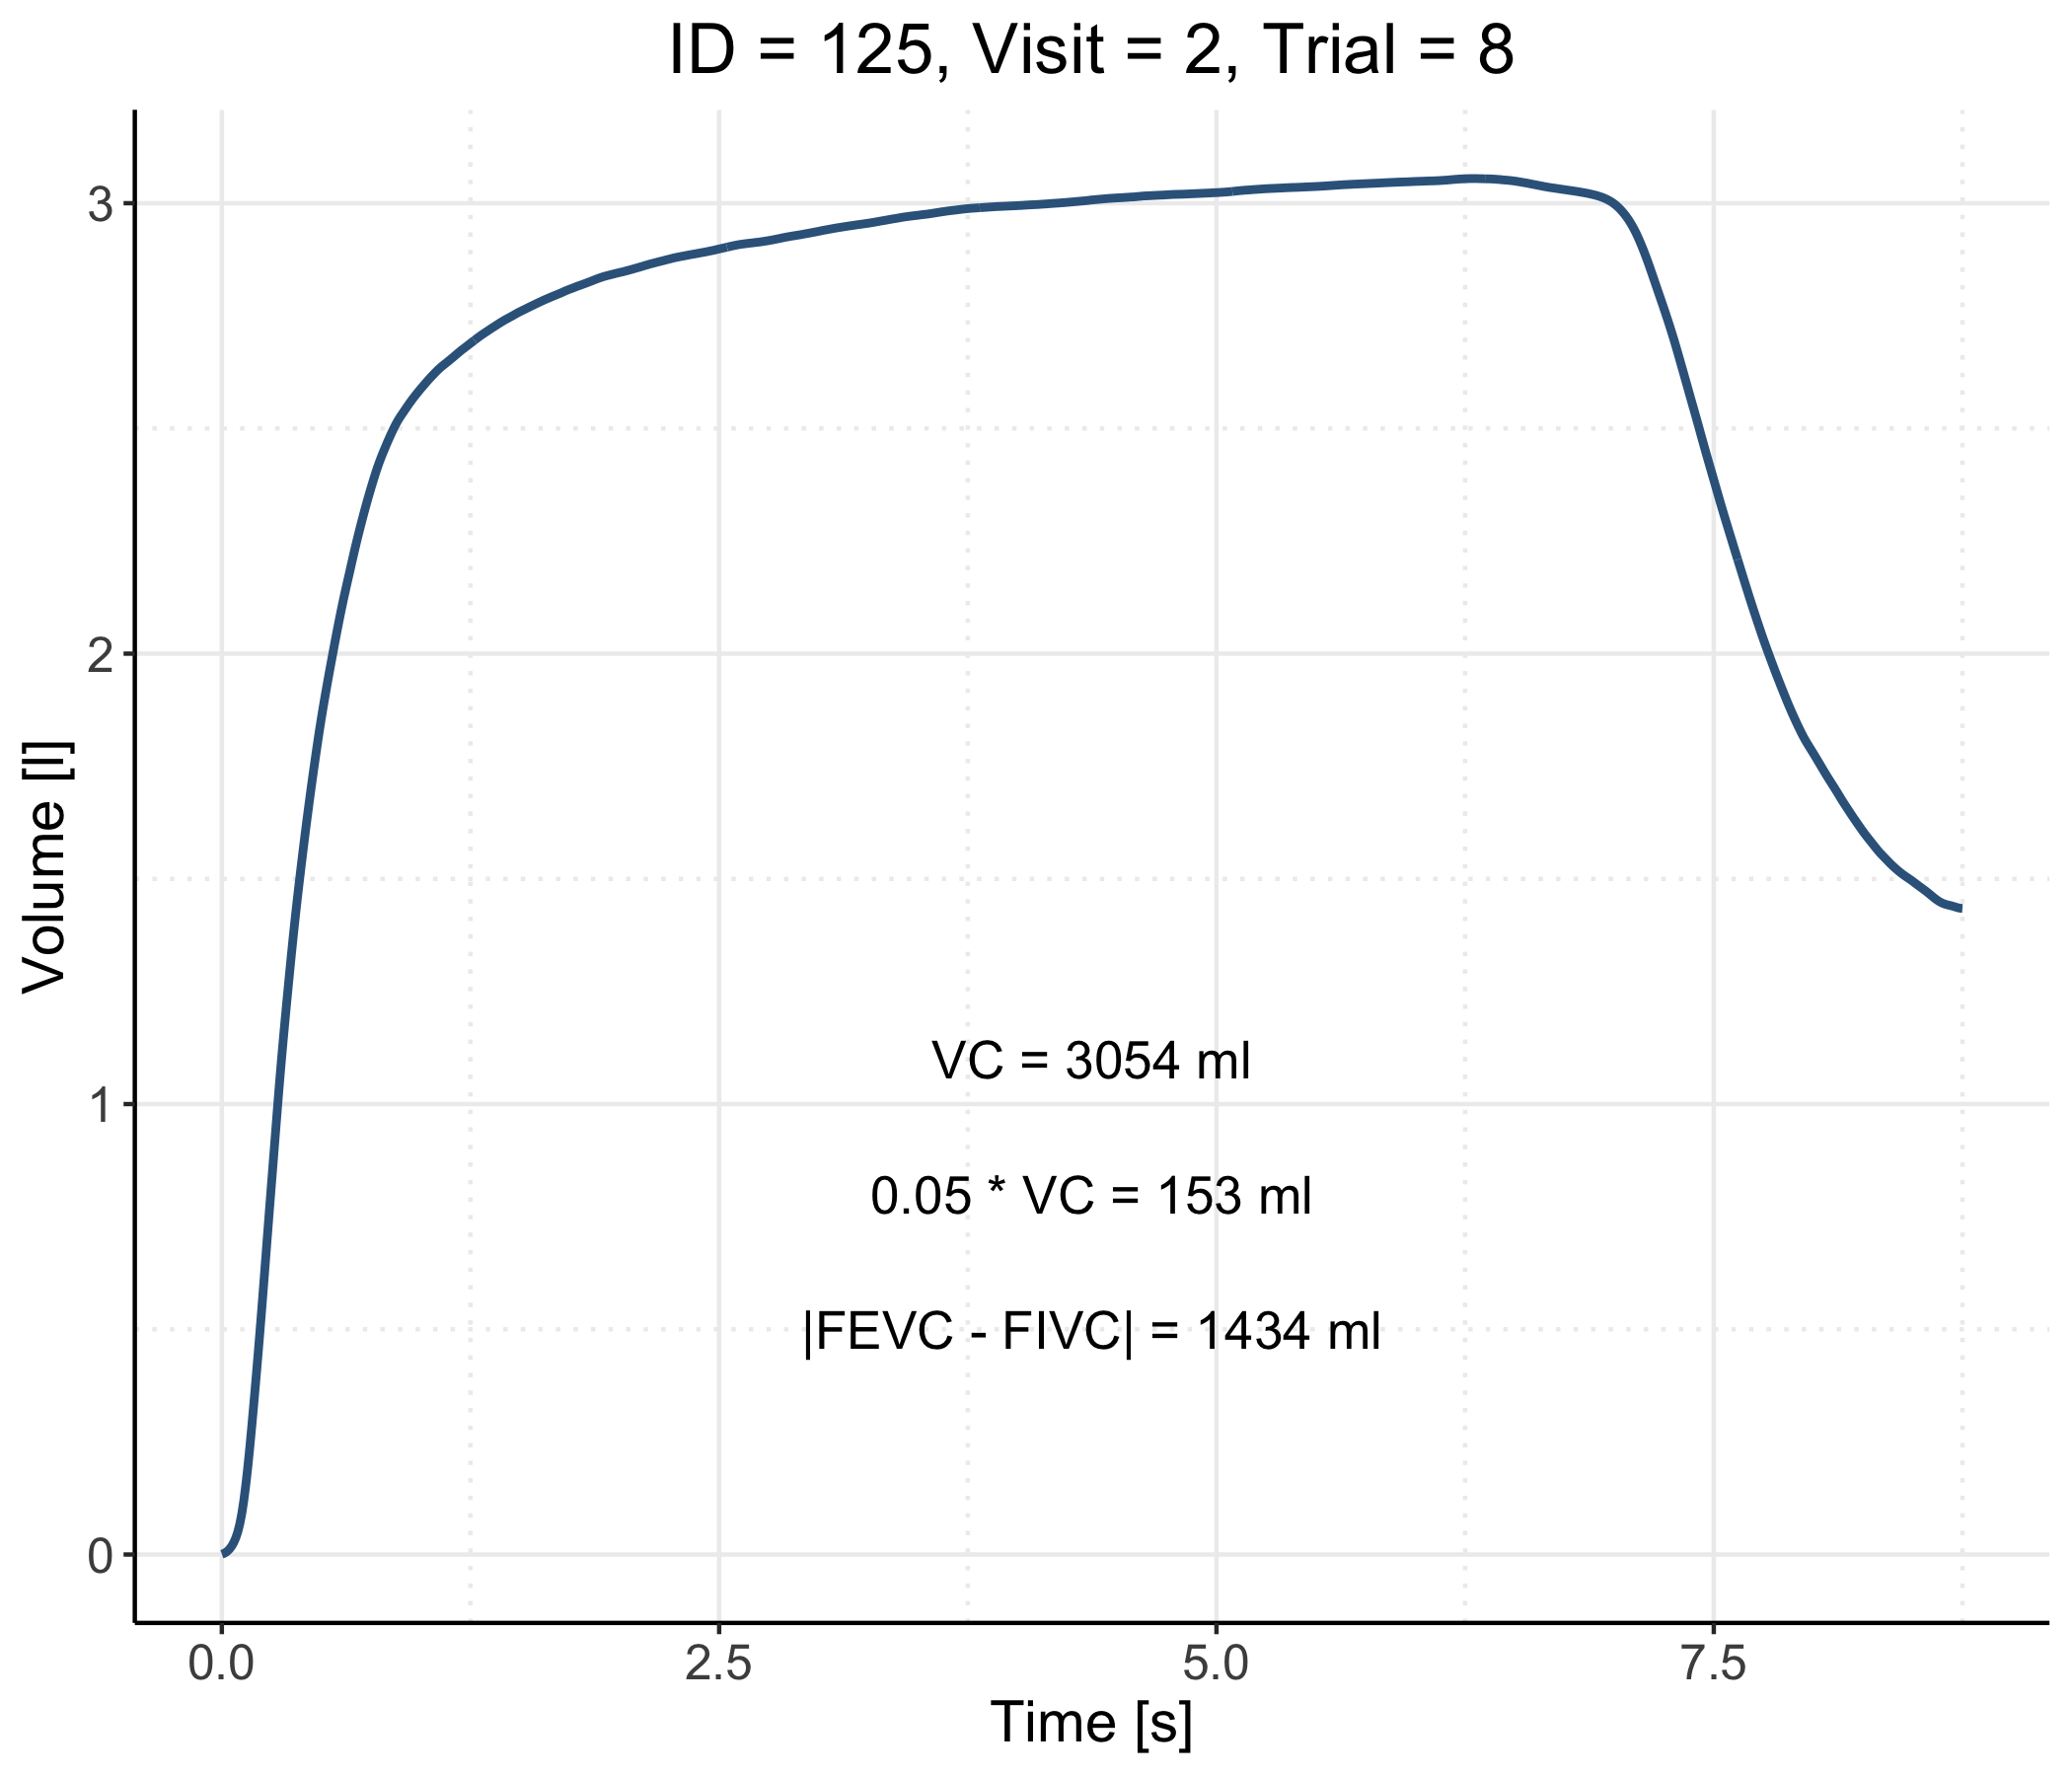 ID = 125, Visit = 2, Trial = 8
3
2
1
0
Volume [l]
VC = 3054 ml
0.05 * VC = 153 ml
|FEVC - FIVC| = 1434 ml
0.0 2.5 5.0 7.5
Time [s]